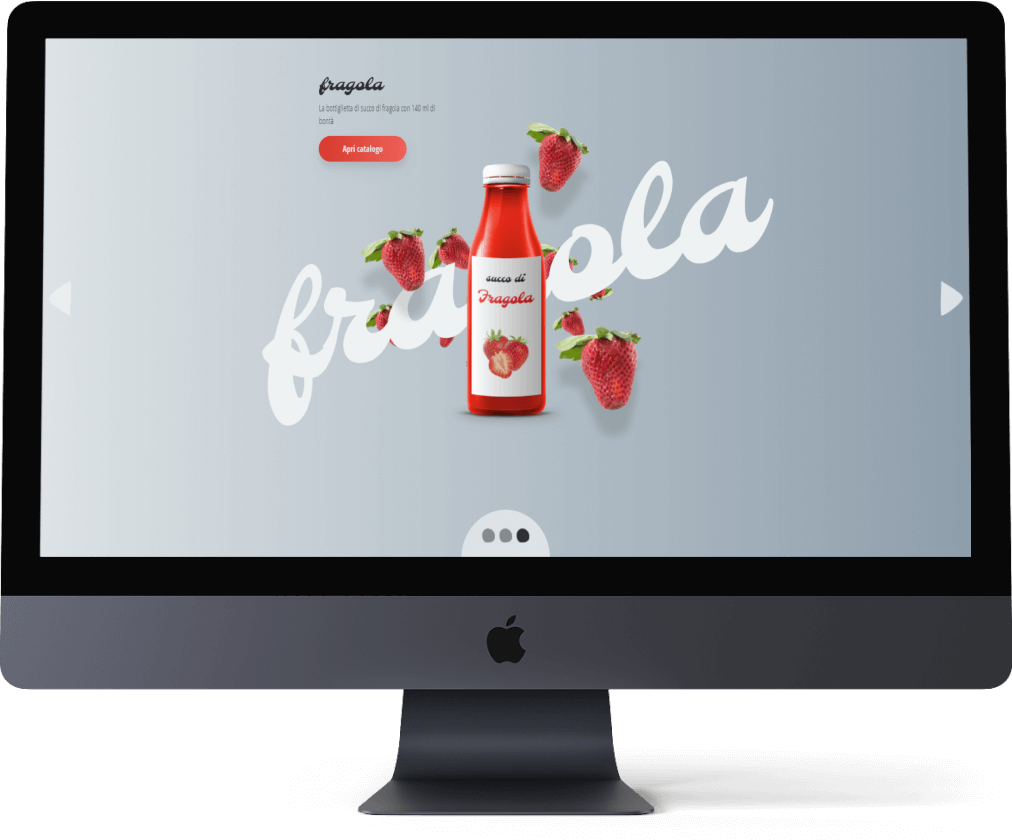 fragola
La bottiglietta di succo di fragola con 140 ml di
bontà
Apri catalogo
fragola
succo di
Fragola